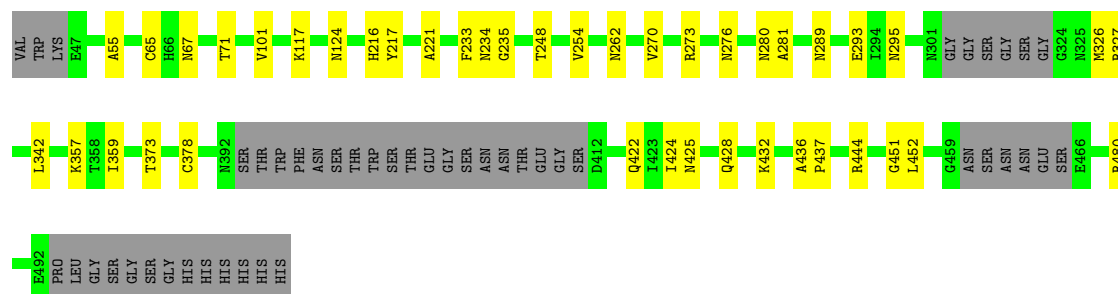 VAL TRP LYS E47 A55 C65 H66 N67 T71 V101 K117 N124 H216 Y217 A221 F233 N234 G235 T248 V254 N262 V270 R273 N276 N280 A281 N289 E293 I294 N295 N301 GLY GLY SER GLY SER GLY G324 N325 M326 R327
L342 K357 T358 I359 T373 C378 N392 SER THR TRP PHE ASN SER THR TRP SER THR GLU GLY SER ASN ASN THR GLU GLY SER D412 Q422 I423 I424 N425 Q428 K432 A436 P437 R444 G451 L452 G459 ASN SER ASN ASN GLU SER E466 R480
E492 PRO LEU GLY SER GLY SER GLY HIS HIS HIS HIS HIS HIS